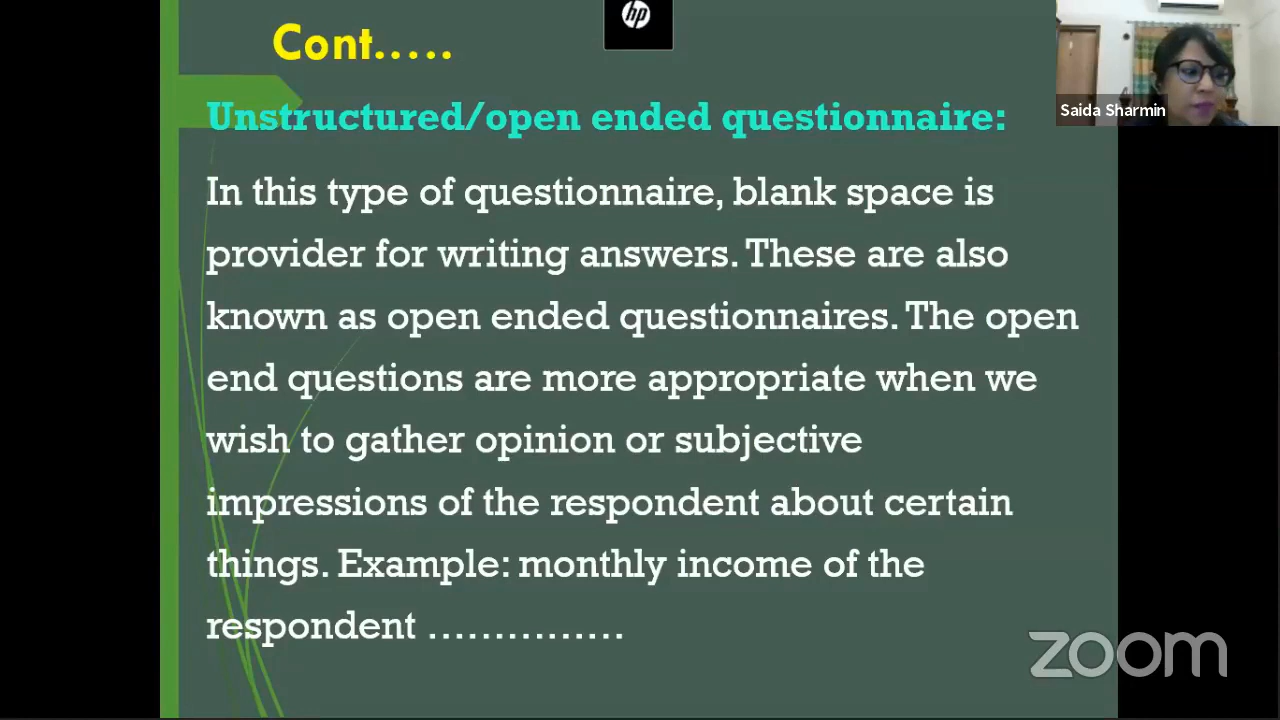 Cont.....
hp
Saida Sharmin
Unstructured/open ended questionnaire:
In this type of questionnaire, blank space is
provider for writing answers. These are also
known as open ended questionnaires. The open
end questions are more appropriate when we
wish to gather opinion or subjective
impressions of the respondent about certain
things. Example: monthly income of the
respondent ...............
zoom